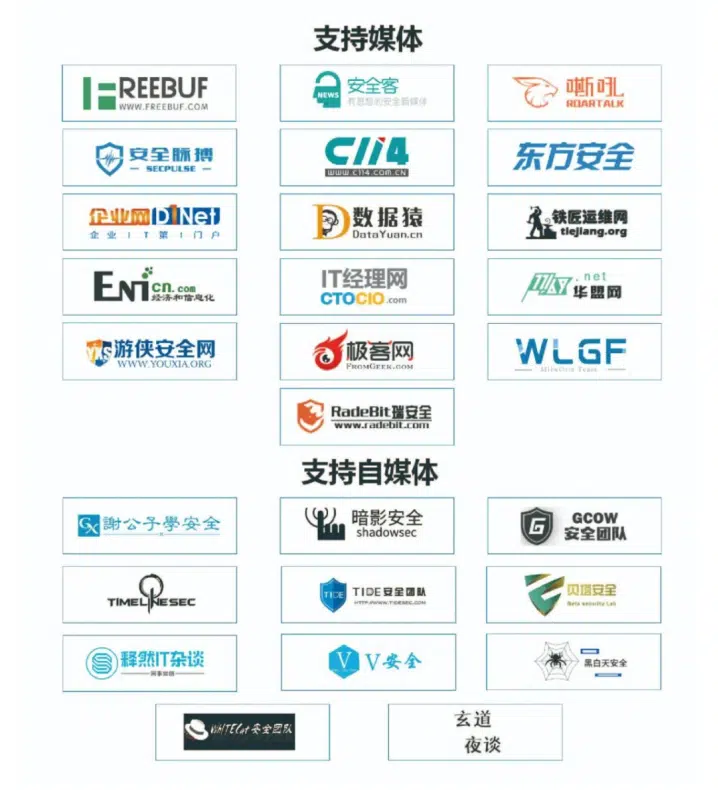 支持媒体
FREEBUF
WWW.FREEBUF.COM
安全客
NEWS
有思想的安全新媒体
嘶吼
ROARTALK
安全脉搏
SECPULSE
C114
WWW.C114.COM.CN
东方安全
企业网D1Net
企业IT第1门户
数据猿
DataYuan.cn
铁匠运维网
tiejiang.org
ENicn.com
经济和信息化
IT经理网
CTOCIO.com
.net
华盟网
YXS
游侠安全网
WWW.YOUXIA.ORG
极客网
FROMGEEK.COM
WLGF
RadeBit瑞安全
www.radebit.com
支持自媒体
GX
謝公子學安全
暗影安全
shadowsec
G
GCOW
安全团队
TIMELINESEC
TIDE
TIDE安全团队
HTTP://WWW.TIDESEC.COM
贝塔安全
Beta security Lab
释然IT杂谈
V
V安全
黑白天安全
WHITECat安全团队
玄道
夜谈